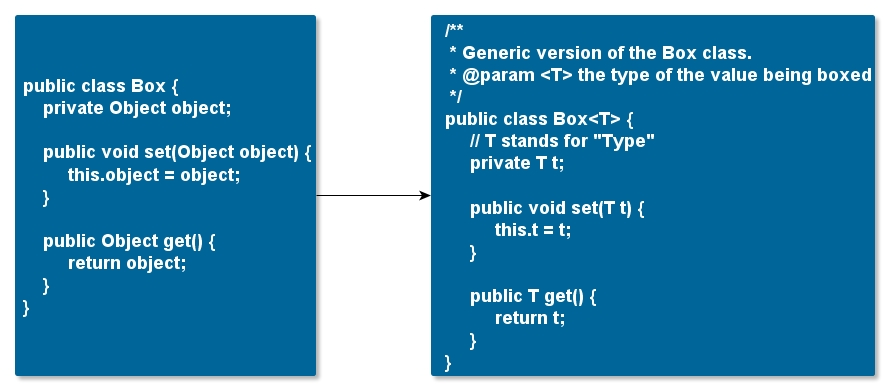 public class Box {
private Object object;
public void set(Object object) {
this.object = object;
}
public Object get() {
return object;
}
}
/**
* Generic version of the Box class.
* @param <T> the type of the value being boxed
*/
public class Box<T> {
// T stands for "Type"
private T t;
public void set(T t) {
this.t = t;
}
public T get() {
return t;
}
}